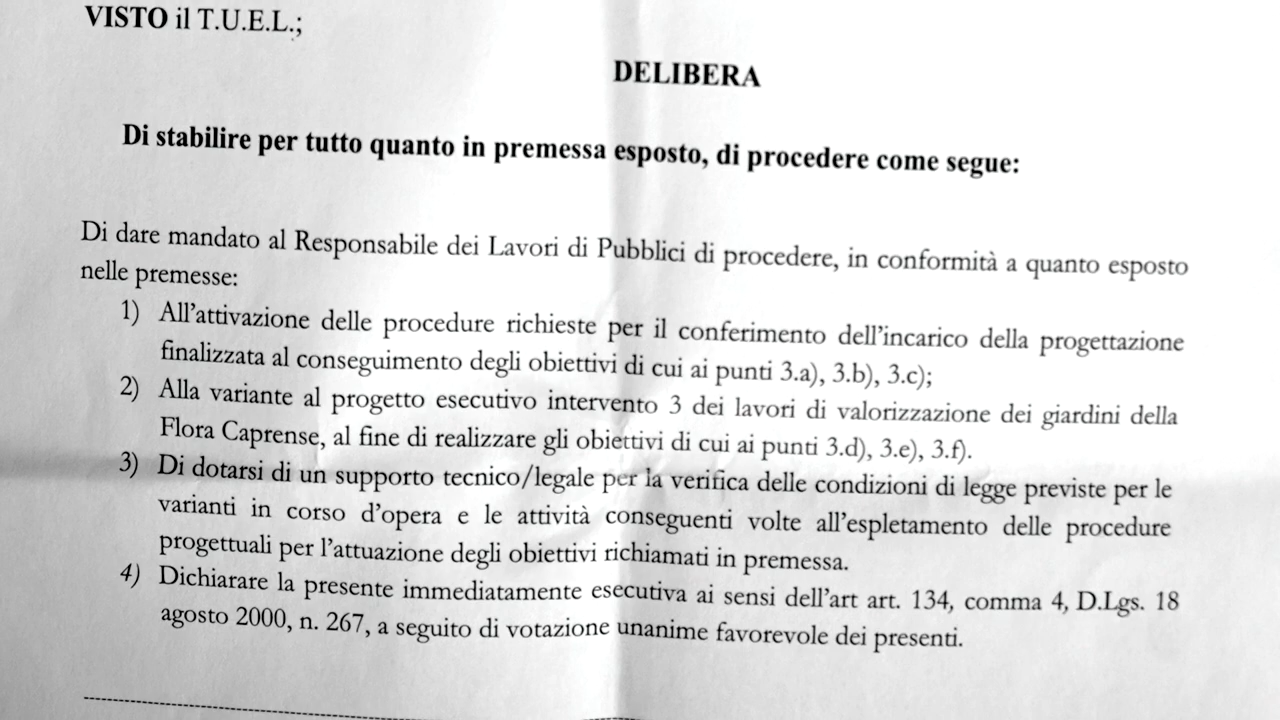 VISTO il T.U.E.L.;
DELIBERA
Di stabilire per tutto quanto in premessa esposto, di procedere come segue:
Di dare mandato al Responsabile dei Lavori di Pubblici di procedere, in conformità a quanto esposto
nelle premesse:
1) All'attivazione delle procedure richieste per il conferimento dell'incarico della progettazione
finalizzata al conseguimento degli obiettivi di cui ai punti 3.a), 3.b), 3.c);
2) Alla variante al progetto esecutivo intervento 3 dei lavori di valorizzazione dei giardini della
Flora Caprense, al fine di realizzare gli obiettivi di cui ai punti 3.d), 3.e), 3.f).
3) Di dotarsi di un supporto tecnico/legale per la verifica delle condizioni di legge previste per le
varianti in corso d'opera e le attività conseguenti volte all'espletamento delle procedure
progettuali per l'attuazione degli obiettivi richiamati in premessa.
4) Dichiarare la presente immediatamente esecutiva ai sensi dell'art art. 134, comma 4, D.Lgs. 18
agosto 2000, n. 267, a seguito di votazione unanime favorevole dei presenti.